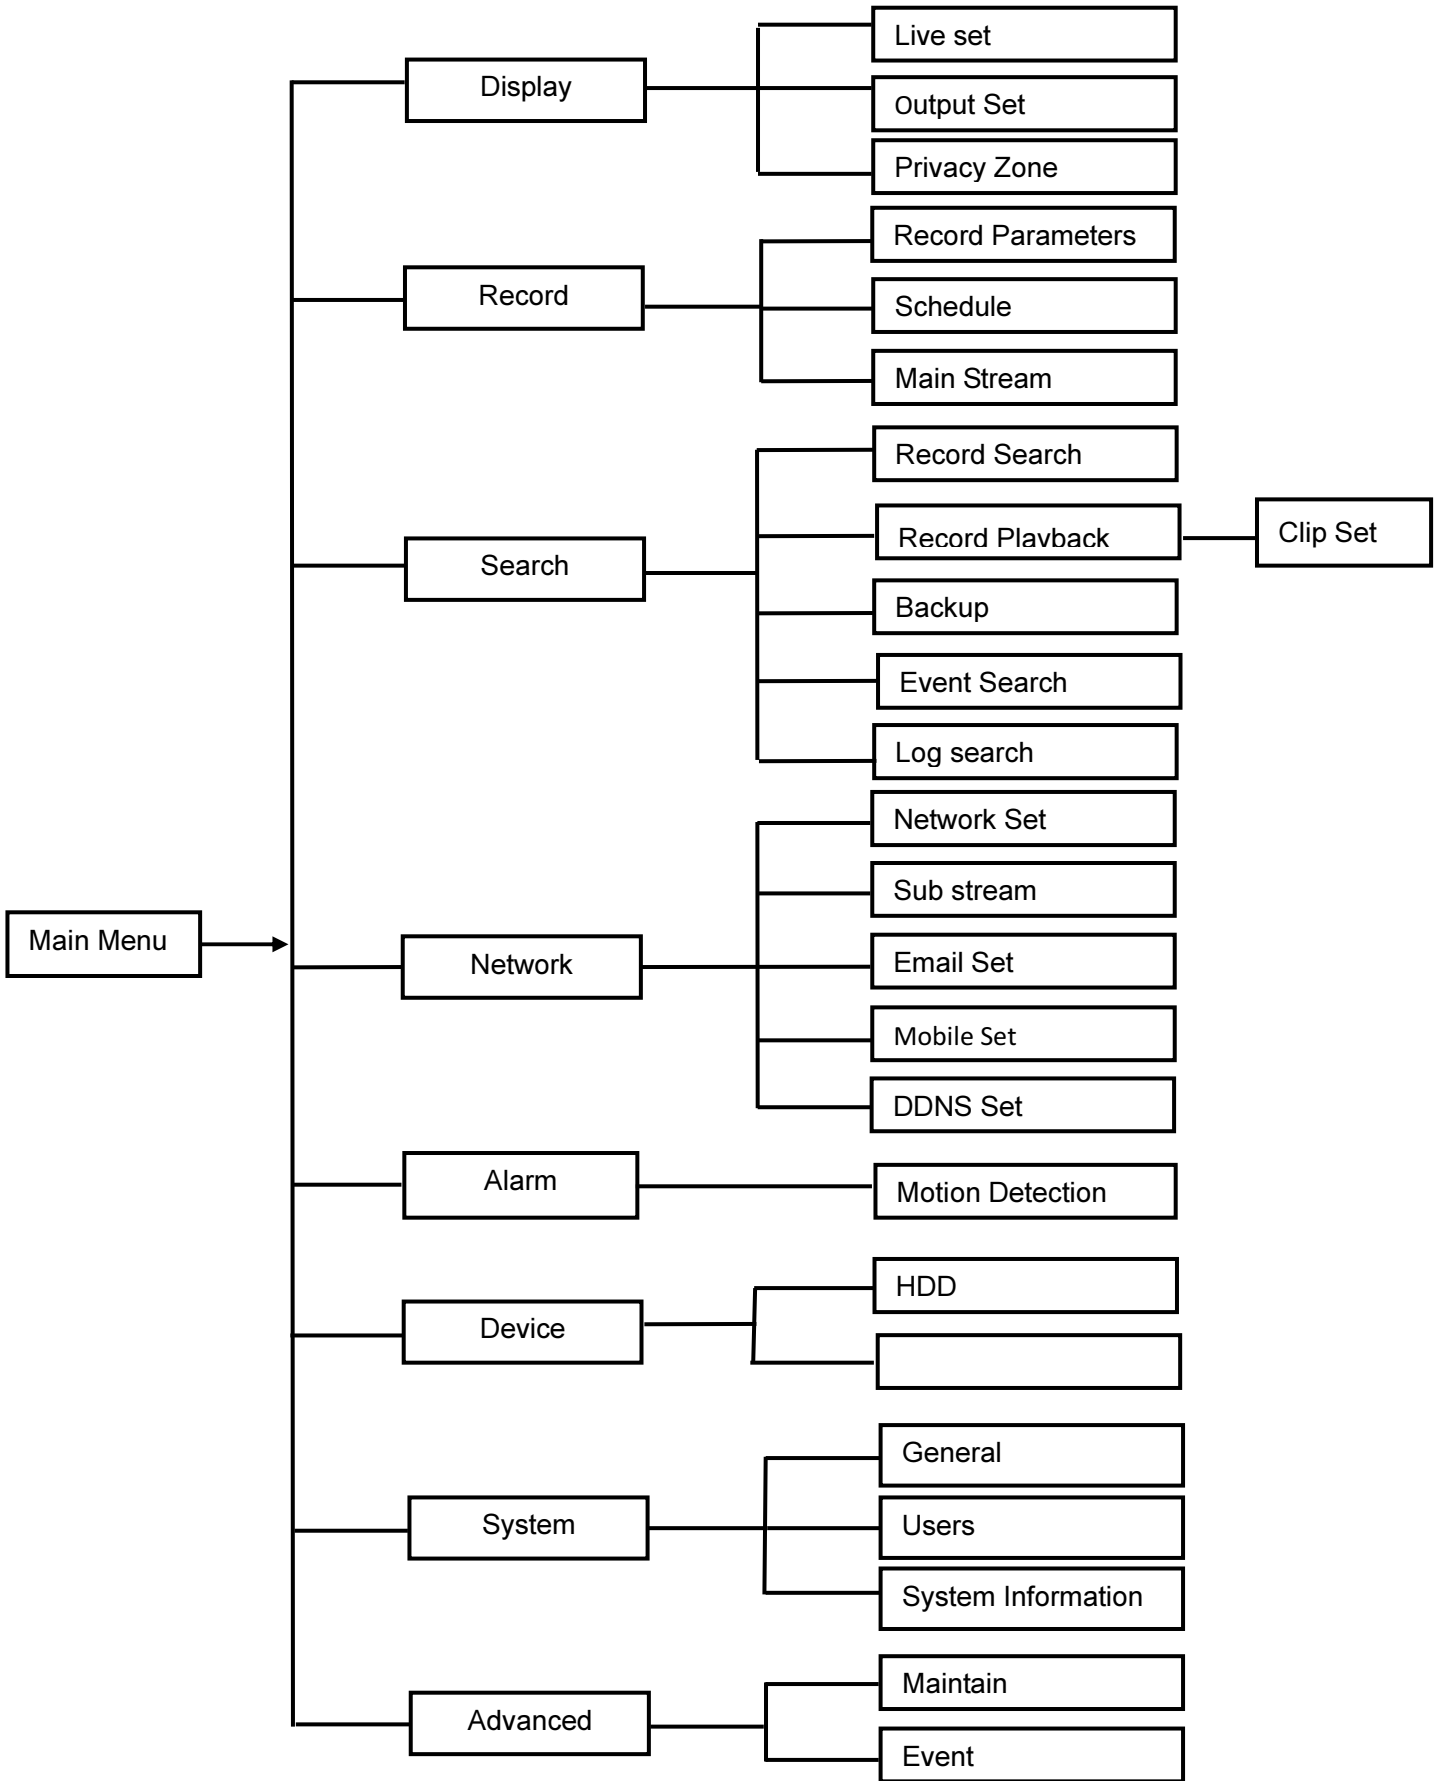 Live set
Display
Output Set
Privacy Zone
Record Parameters
Record
Schedule
Main Stream
Record Search
Record Playback
Clip Set
Search
Backup
Event Search
Log search
Network Set
Sub stream
Main Menu
Network
Email Set
Mobile Set
DDNS Set
Alarm
Motion Detection
HDD
Device
General
System
Users
System Information
Maintain
Advanced
Event